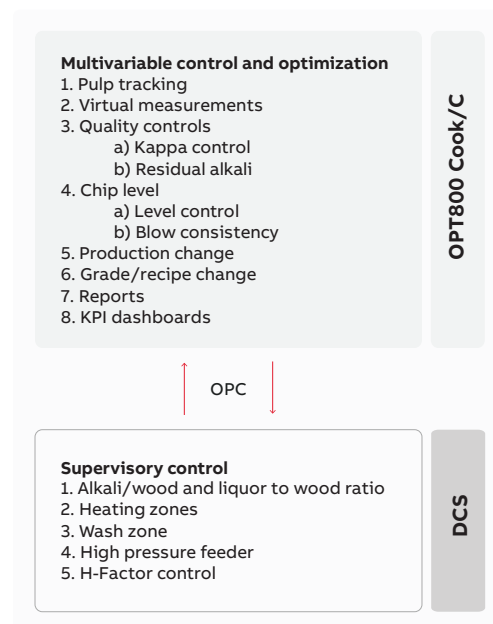 Multivariable control and optimization
1. Pulp tracking
2. Virtual measurements
3. Quality controls
a) Kappa control
b) Residual alkali
4. Chip level
a) Level control
b) Blow consistency
5. Production change
6. Grade/recipe change
7. Reports
8. KPI dashboards
OPT800 Cook/C
OPC
Supervisory control
1. Alkali/wood and liquor to wood ratio
2. Heating zones
3. Wash zone
4. High pressure feeder
5. H-Factor control
DCS